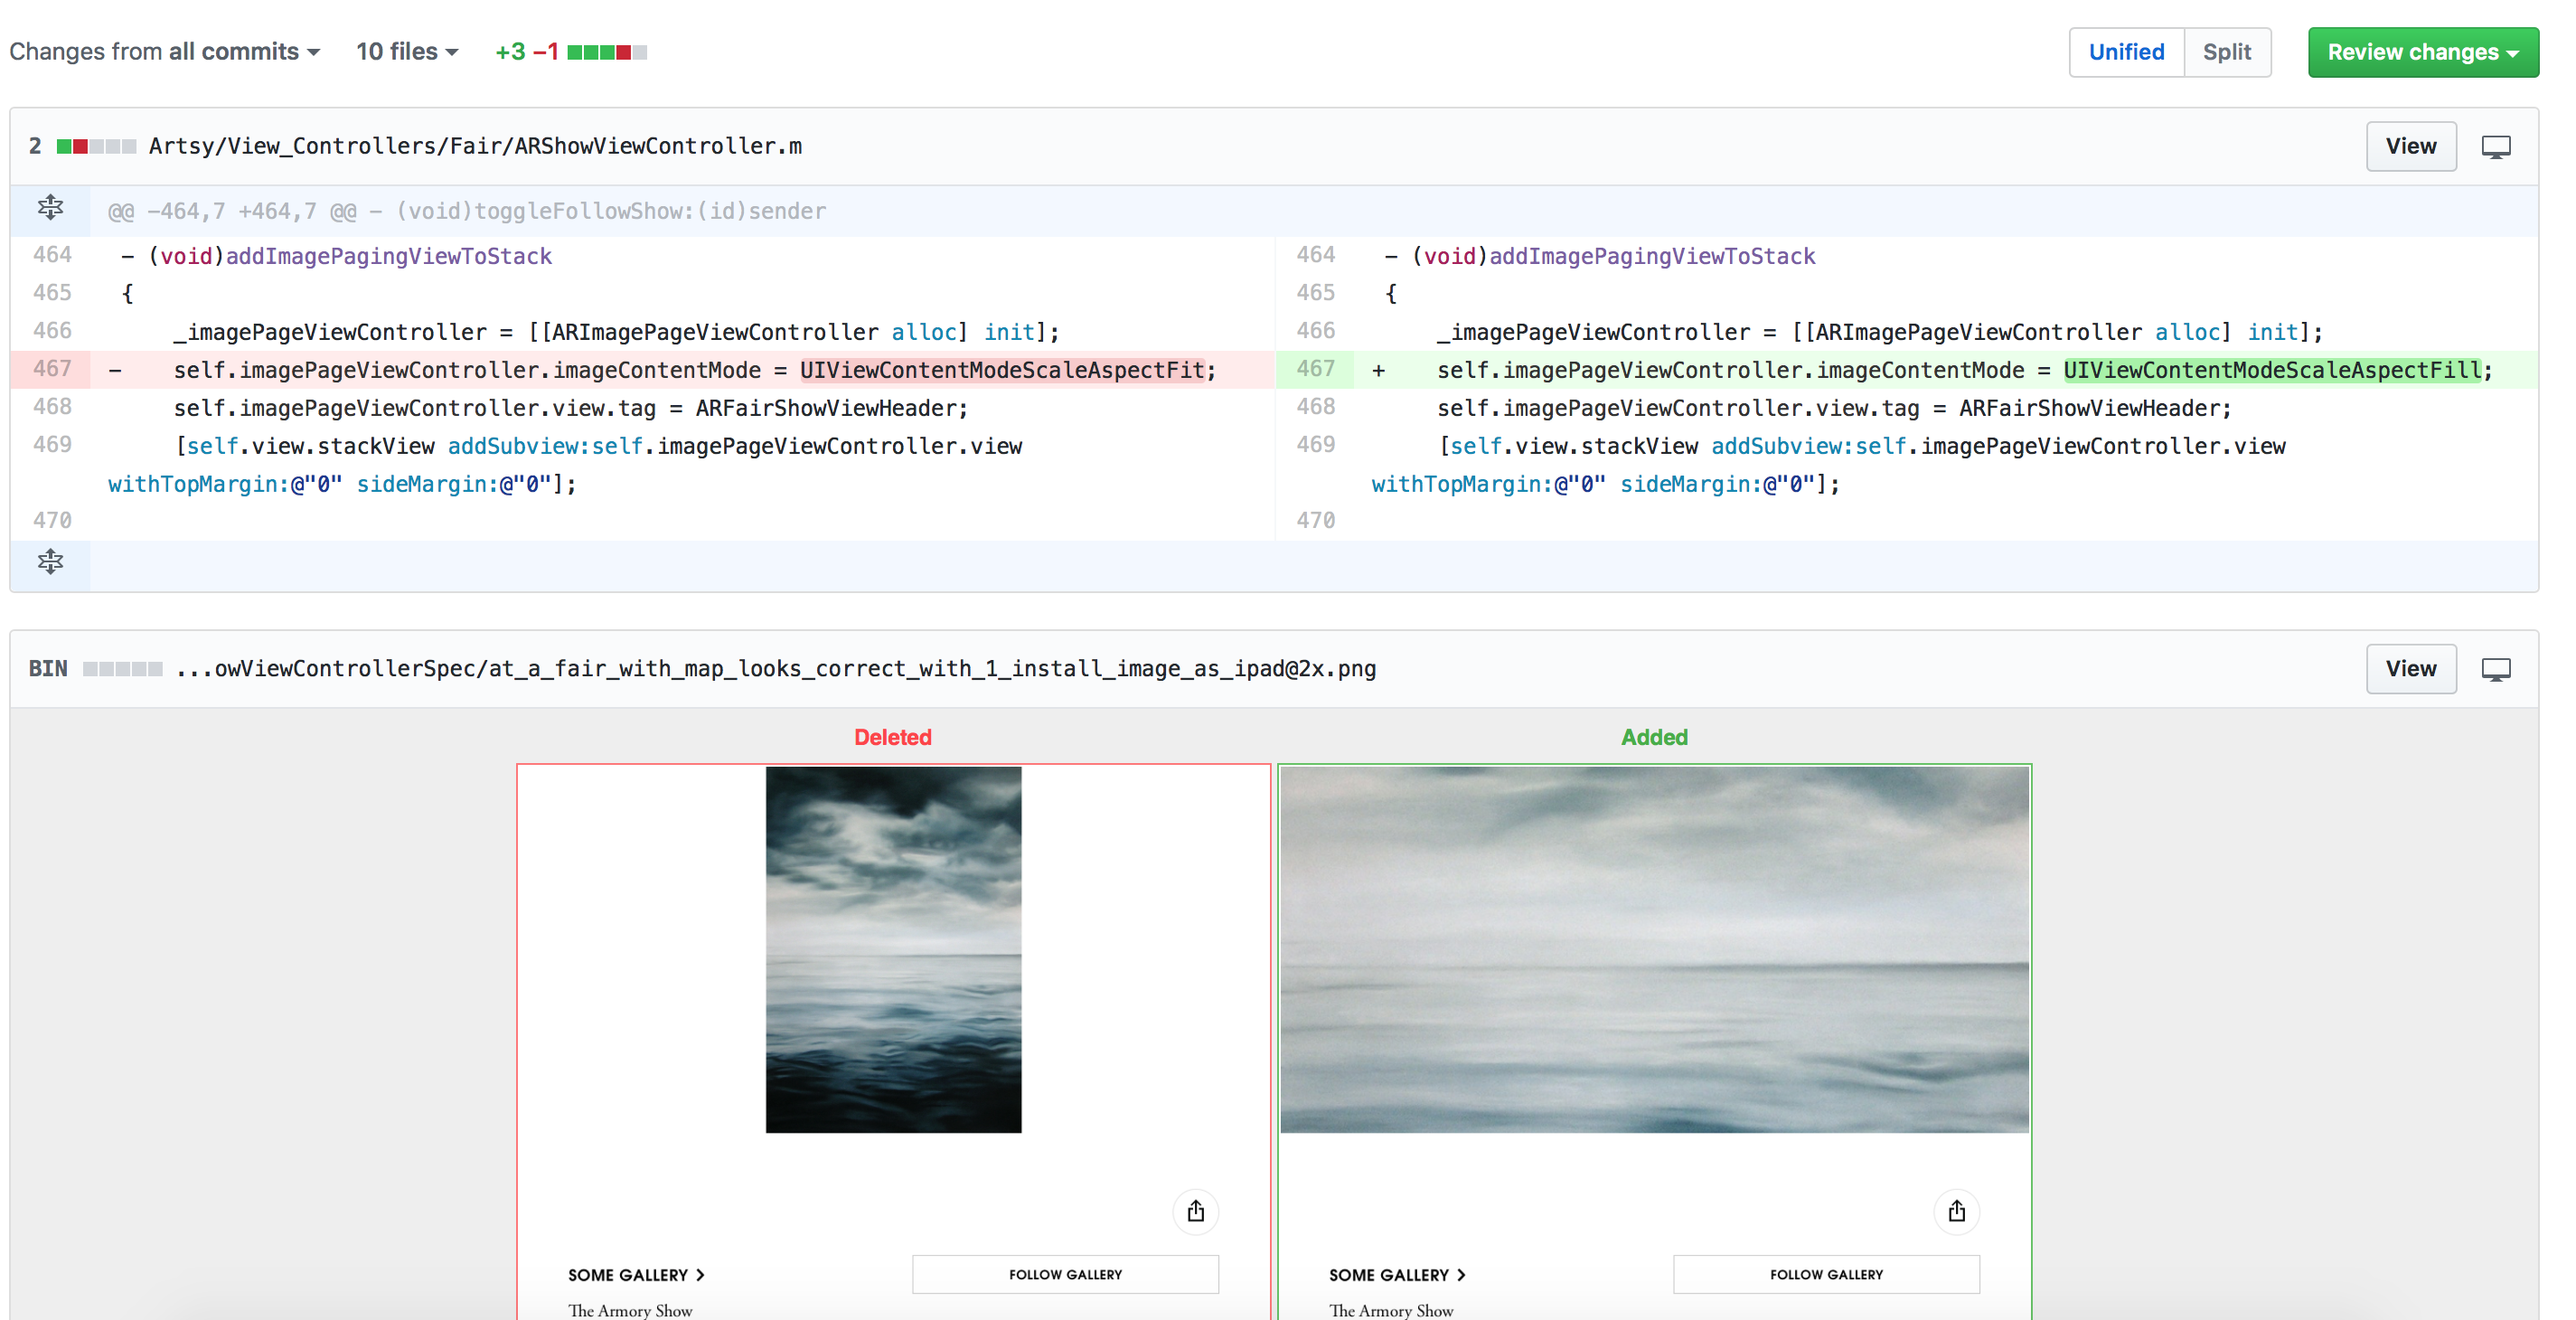 Changes from all commits 10 files +3 −1 Unified Split Review changes
2 Artsy/View_Controllers/Fair/ARShowViewController.m View
@@ -464,7 +464,7 @@ - (void)toggleFollowShow:(id)sender
464 - (void)addImagePagingViewToStack
465 {
466 _imagePageViewController = [[ARImagePageViewController alloc] init];
467 - self.imagePageViewController.imageContentMode = UIViewContentModeScaleAspectFit;
468 self.imagePageViewController.view.tag = ARFairShowViewHeader;
469 [self.view.stackView addSubview:self.imagePageViewController.view
withTopMargin:@"0" sideMargin:@"0"];
470
464 - (void)addImagePagingViewToStack
465 {
466 _imagePageViewController = [[ARImagePageViewController alloc] init];
467 + self.imagePageViewController.imageContentMode = UIViewContentModeScaleAspectFill;
468 self.imagePageViewController.view.tag = ARFairShowViewHeader;
469 [self.view.stackView addSubview:self.imagePageViewController.view
withTopMargin:@"0" sideMargin:@"0"];
470
BIN ...owViewControllerSpec/at_a_fair_with_map_looks_correct_with_1_install_image_as_ipad@2x.png View
Deleted
SOME GALLERY > FOLLOW GALLERY
The Armory Show
Added
SOME GALLERY > FOLLOW GALLERY
The Armory Show